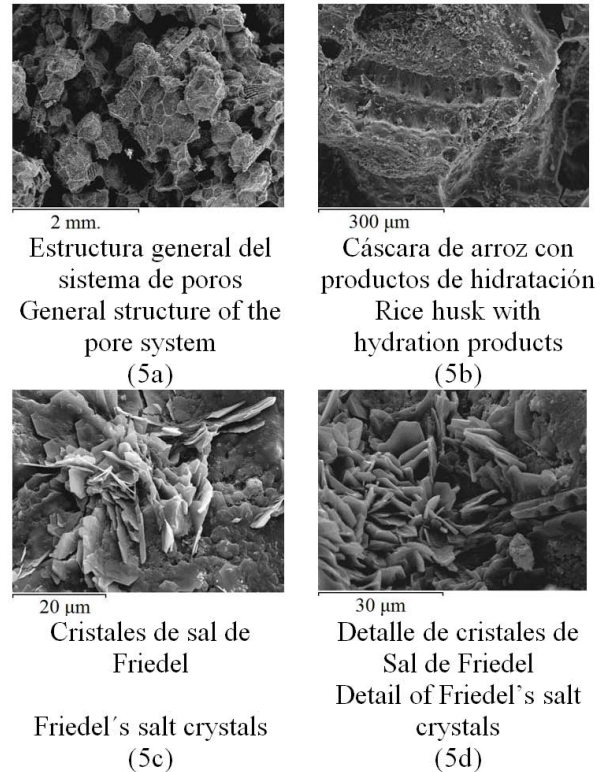 2 mm.
Estructura general del
sistema de poros
General structure of the
pore system
(5a)
300 µm
Cáscara de arroz con
productos de hidratación
Rice husk with
hydration products
(5b)
20 µm
Cristales de sal de
Friedel
Friedel´s salt crystals
(5c)
30 µm
Detalle de cristales de
Sal de Friedel
Detail of Friedel’s salt
crystals
(5d)